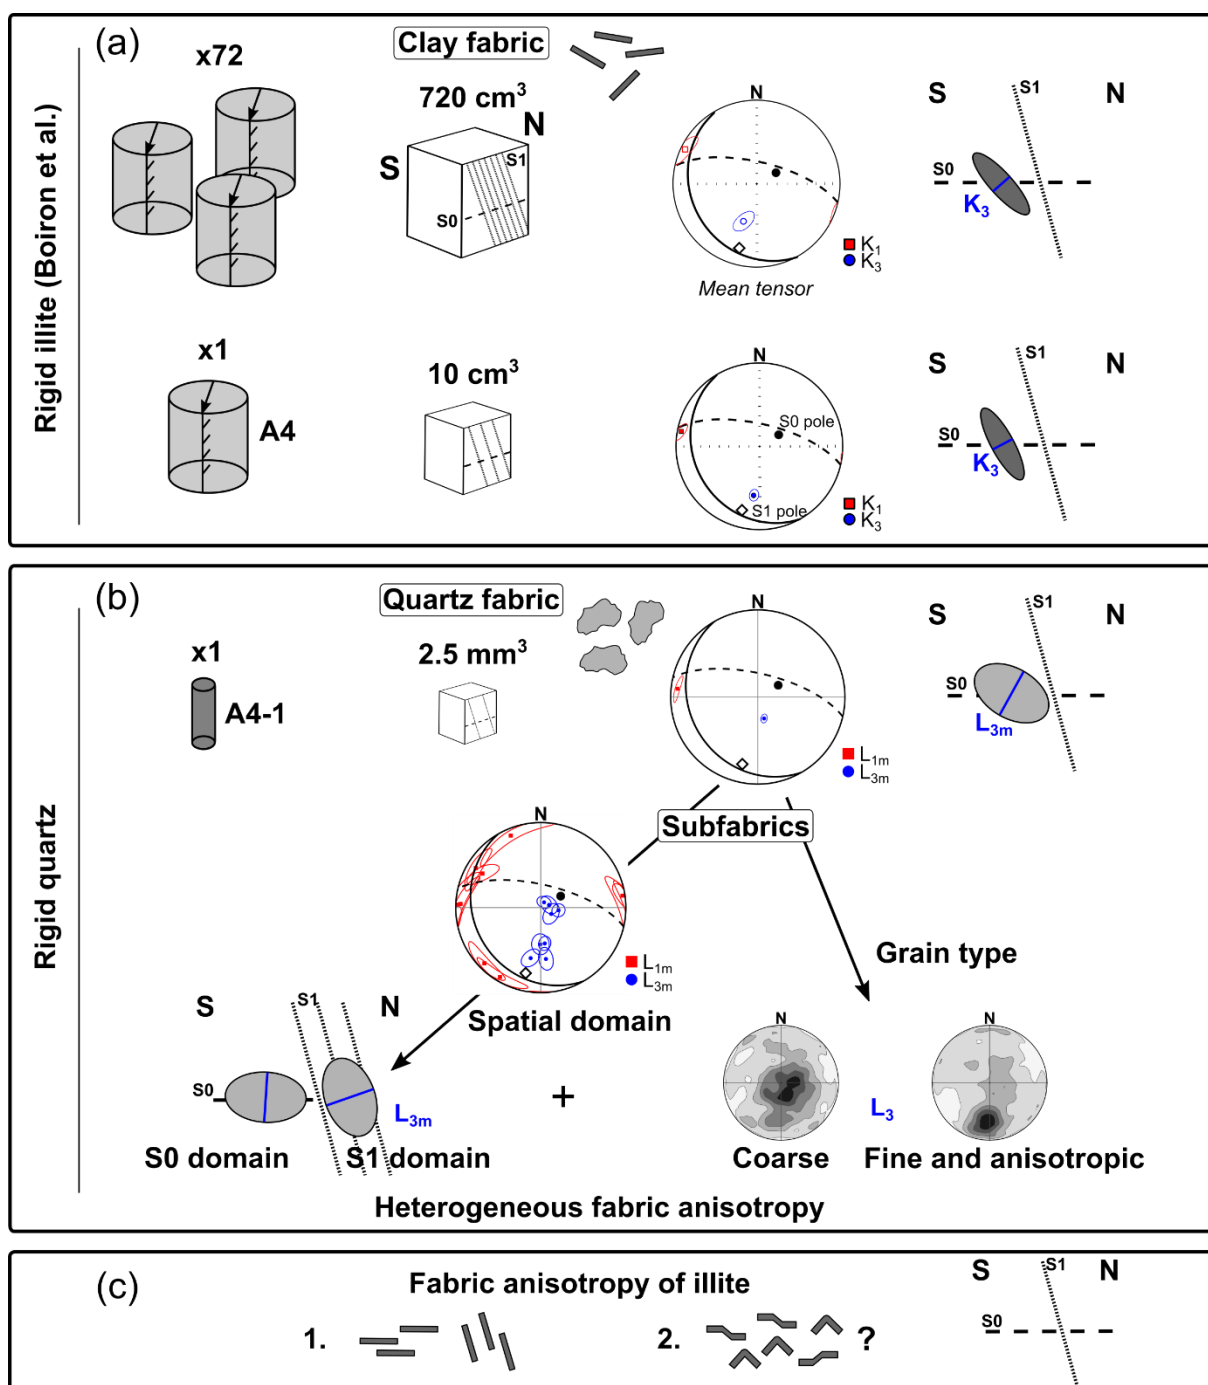 (a)
Rigid illite (Boiron et al.)
x72
Clay fabric
720 cm³
S
N
S1
S0
N
K₁
K₃
Mean tensor
S
N
S1
S0
K₃
x1
A4
10 cm³
N
S0 pole
S1 pole
K₁
K₃
S
N
S1
S0
K₃
(b)
Rigid quartz
Quartz fabric
x1
A4-1
2.5 mm³
N
L₁ₘ
L₃ₘ
S
N
S1
S0
L₃ₘ
Subfabrics
N
L₁ₘ
L₃ₘ
Spatial domain
Grain type
S
S1
N
S0
L₃ₘ
S0 domain
S1 domain
+
N
N
L₃
Coarse
Fine and anisotropic
Heterogeneous fabric anisotropy
(c)
Fabric anisotropy of illite
1.
2.
?
S
S1
N
S0